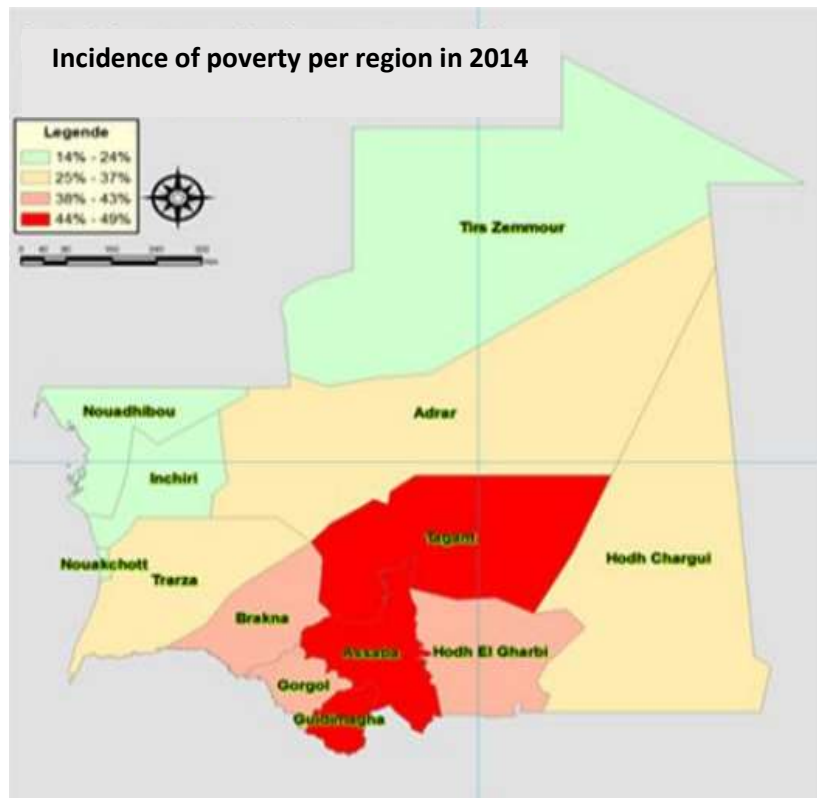 Incidence of poverty per region in 2014
Legende
14% - 24%
25% - 37%
38% - 43%
44% - 49%
Tirs Zemmour
Nouadhibou
Adrar
Inchiri
Tagant
Nouakchott
Hodh Chargui
Trarza
Brakna
Assaba
Hodh El Gharbi
Gorgol
Guidimagha